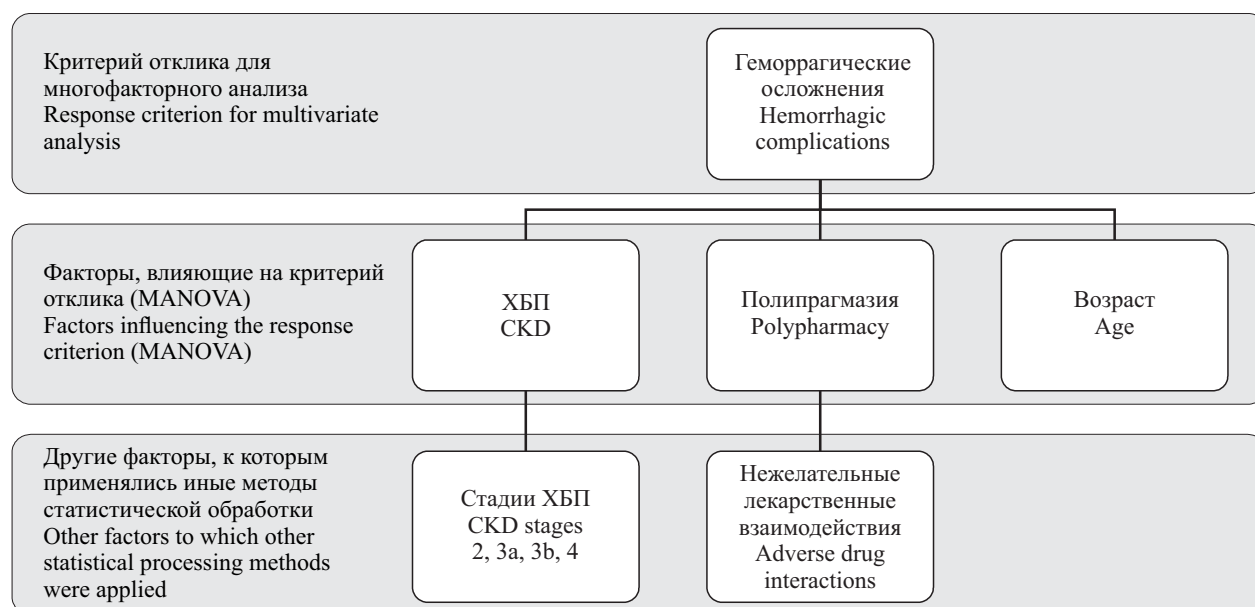 Критерий отклика для
многофакторного анализа
Response criterion for multivariate
analysis
Геморрагические
осложнения
Hemorrhagic
complications
Факторы, влияющие на критерий
отклика (MANOVA)
Factors influencing the response
criterion (MANOVA)
ХБП
CKD
Полипрагмазия
Polypharmacy
Возраст
Age
Другие факторы, к которым
применялись иные методы
статистической обработки
Other factors to which other
statistical processing methods
were applied
Стадии ХБП
CKD stages
2, 3a, 3b, 4
Нежелательные
лекарственные
взаимодействия
Adverse drug
interactions